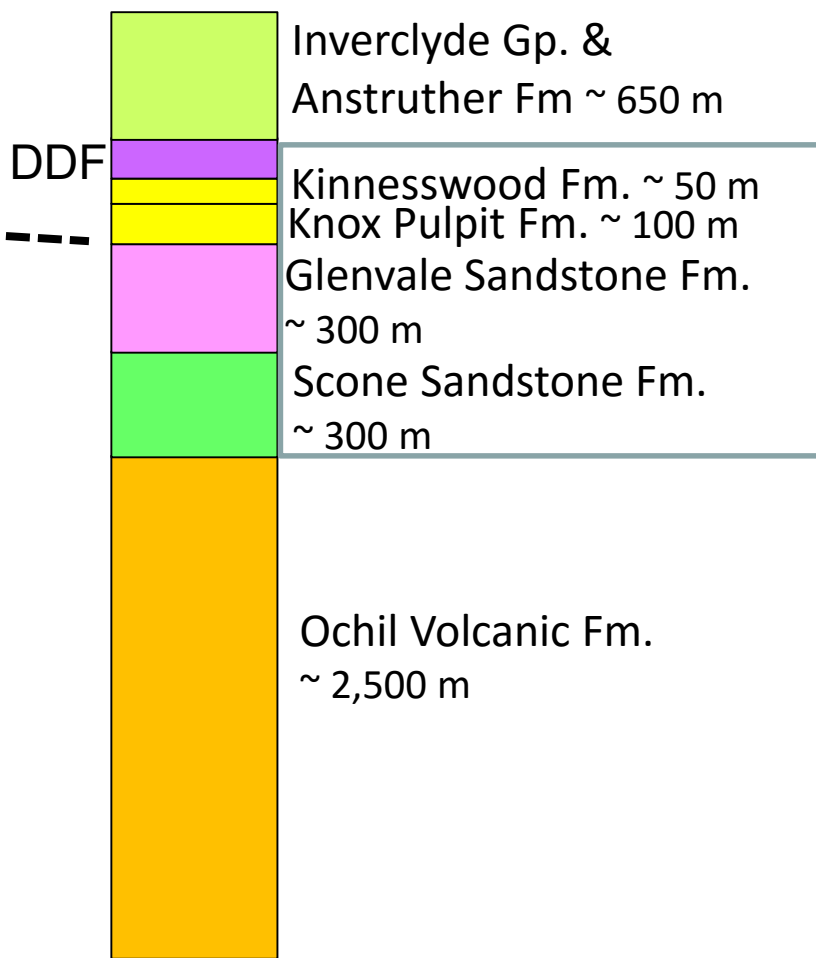 Inverclyde Gp. &
Anstruther Fm ~ 650 m
DDF
Kinnesswood Fm. ~ 50 m
Knox Pulpit Fm. ~ 100 m
Glenvale Sandstone Fm.
~ 300 m
Scone Sandstone Fm.
~ 300 m
Ochil Volcanic Fm.
~ 2,500 m